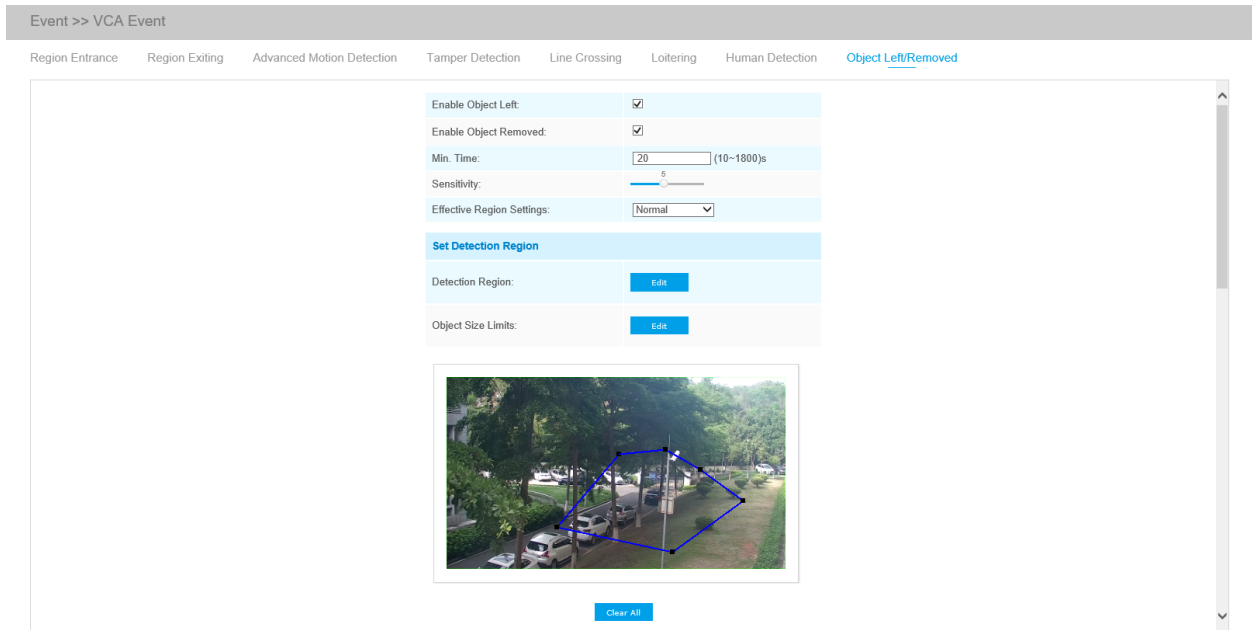 Event >> VCA Event
Region Entrance Region Exiting Advanced Motion Detection Tamper Detection Line Crossing Loitering Human Detection Object Left/Removed
Enable Object Left:
Enable Object Removed:
Min. Time: 20 (10~1800)s
5
Sensitivity:
Effective Region Settings: Normal
Set Detection Region
Detection Region: Edit
Object Size Limits: Edit
Clear All